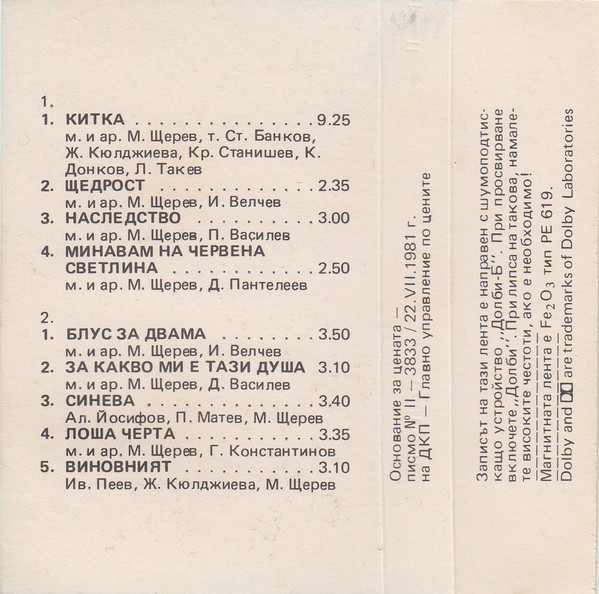 1.
1. КИТКА . . . . . . . . . . . . . . . 9.25
м. и ар. М. Щерев, т. Ст. Банков,
Ж. Кюлджиева, Кр. Станишев, К.
Донков, Л. Такев
2. ЩЕДРОСТ . . . . . . . . . . . . . 2.35
м. и ар. М. Щерев, И. Велчев
3. НАСЛЕДСТВО . . . . . . . . . . 3.00
м. и ар. М. Щерев, П. Василев
4. МИНАВАМ НА ЧЕРВЕНА
СВЕТЛИНА . . . . . . . . . . . . 2.50
м. и ар. М. Щерев, Д. Пантелеев
2.
1. БЛУС ЗА ДВАМА . . . . . . . . 3.50
м. и ар. М. Щерев, И. Велчев
2. ЗА КАКВО МИ Е ТАЗИ ДУША 3.10
м. и ар. М. Щерев, Д. Василев
3. СИНЕВА . . . . . . . . . . . . . . 3.40
Ал. Йосифов, П. Матев, М. Щерев
4. ЛОША ЧЕРТА . . . . . . . . . . 3.35
м. и ар. М. Щерев, Г. Константинов
5. ВИНОВНИЯТ . . . . . . . . . . . 3.10
Ив. Пеев, Ж. Кюлджиева, М. Щерев
Основание за цената —
писмо № II — 3833 / 22.VII.1981 г.
на ДКП — Главно управление по цените
Записът на тази лента е направен с шумоподтис-
кащо устройство „Долби-Б”. При просвирване
включете „Долби”. При липса на такова, намале-
те високите честоти, ако е необходимо!
Магнитната лента е Fe2O3 тип PE 619.
Dolby and are trademarks of Dolby Laboratories